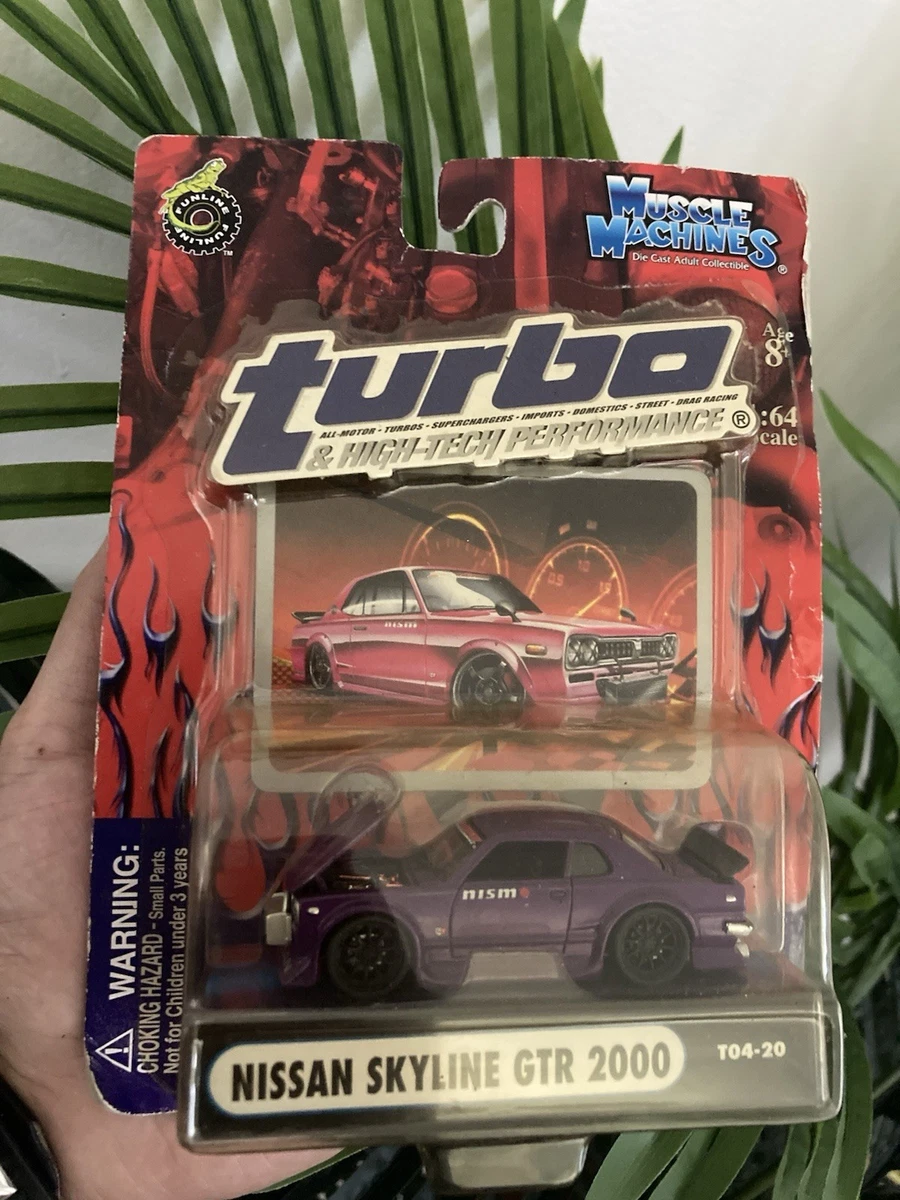 FUNLINE FUNLINE
TM
MUSCLE
MACHINES®
Die Cast Adult Collectible
Age
8+
turbo
ALL-MOTOR - TURBOS - SUPERCHARGERS - IMPORTS - DOMESTICS - STREET - DRAG RACING
& HIGH-TECH PERFORMANCE®
:64
cale
nismo
nismo
WARNING:
CHOKING HAZARD - Small Parts.
Not for Children under 3 years
NISSAN SKYLINE GTR 2000
T04-20